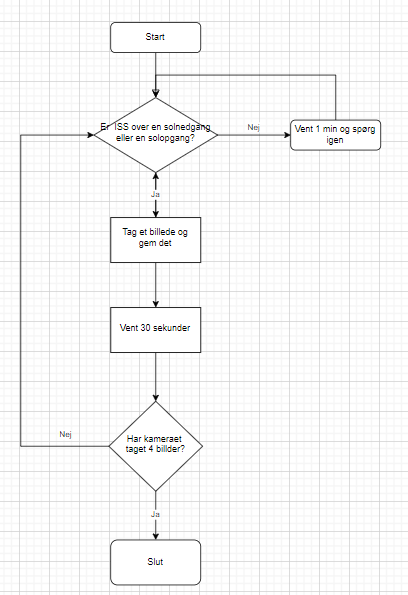 Start
Er ISS over en solnedgang
eller en solopgang?
Nej
Vent 1 min og spørg
igen
Ja
Tag et billede og
gem det
Vent 30 sekunder
Har kameraet
taget 4 billder?
Nej
Ja
Slut